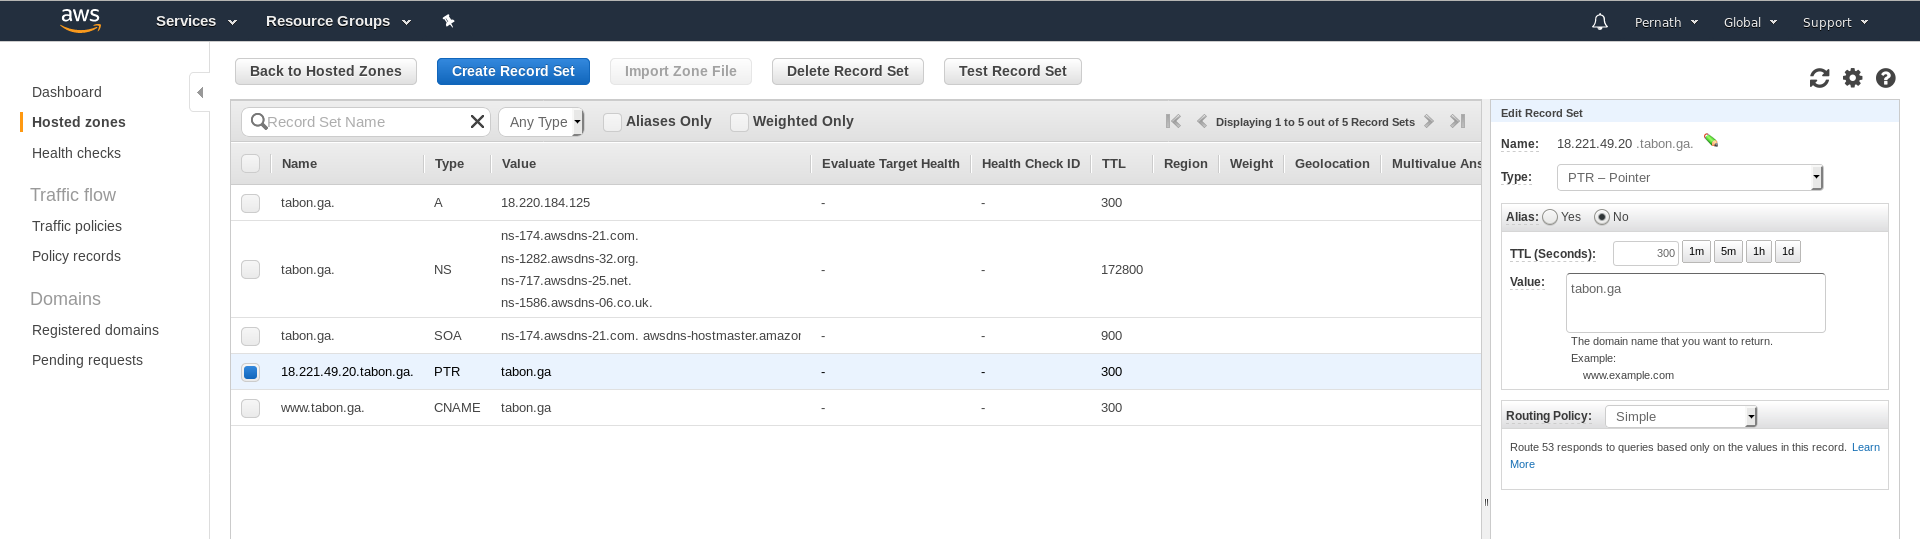 aws Services Resource Groups Pernath Global Support
Dashboard
Hosted zones
Health checks
Traffic flow
Traffic policies
Policy records
Domains
Registered domains
Pending requests
Back to Hosted Zones Create Record Set Import Zone File Delete Record Set Test Record Set
Record Set Name Any Type Aliases Only Weighted Only Displaying 1 to 5 out of 5 Record Sets
Name Type Value Evaluate Target Health Health Check ID TTL Region Weight Geolocation Multivalue Ans
tabon.ga. A 18.220.184.125 - - 300
tabon.ga. NS ns-174.awsdns-21.com. - - 172800
ns-1282.awsdns-32.org.
ns-717.awsdns-25.net.
ns-1586.awsdns-06.co.uk.
tabon.ga. SOA ns-174.awsdns-21.com. awsdns-hostmaster.amazor - - 900
18.221.49.20.tabon.ga. PTR tabon.ga - - 300
www.tabon.ga. CNAME tabon.ga - - 300
Edit Record Set
Name: 18.221.49.20 .tabon.ga.
Type: PTR – Pointer
Alias: Yes No
TTL (Seconds): 300 1m 5m 1h 1d
Value: tabon.ga
The domain name that you want to return.
Example:
www.example.com
Routing Policy: Simple
Route 53 responds to queries based only on the values in this record. Learn
More